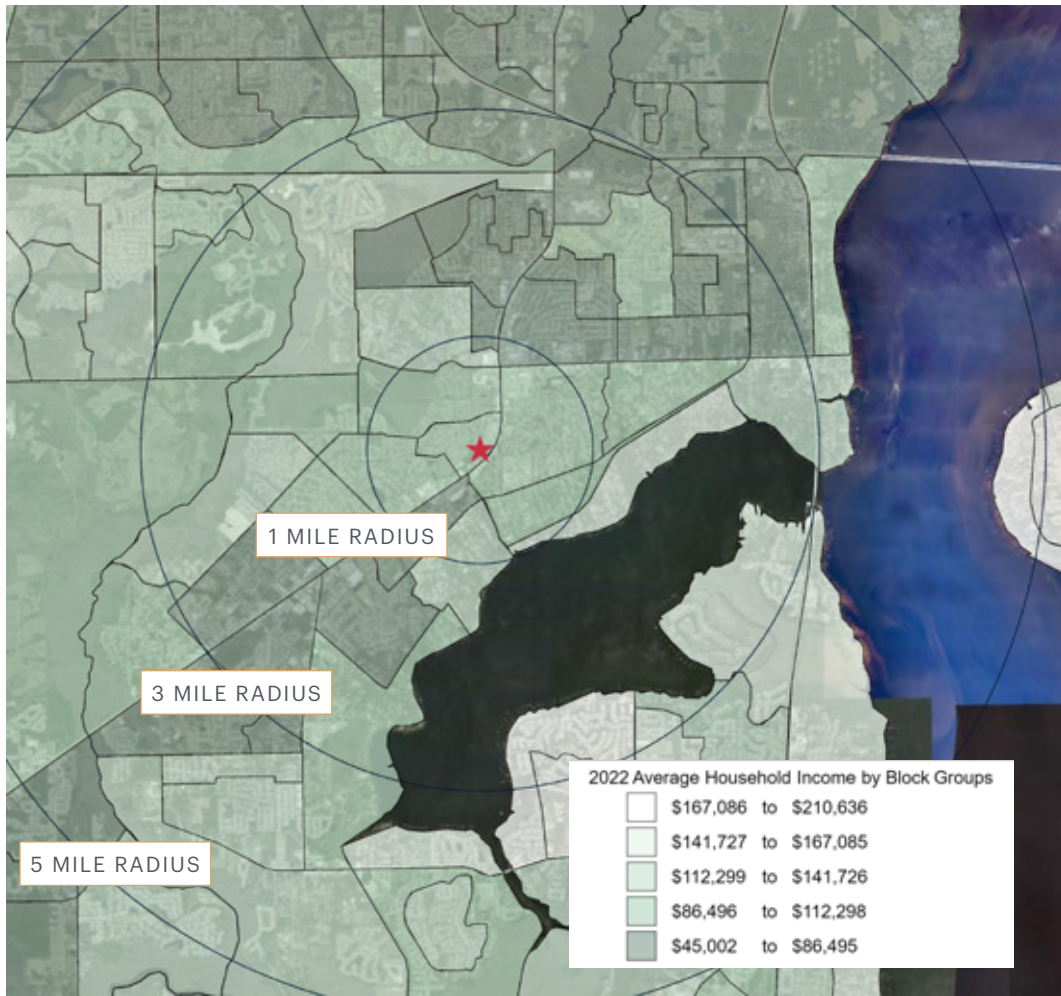 1 MILE RADIUS
3 MILE RADIUS
5 MILE RADIUS
2022 Average Household Income by Block Groups
$167,086 to $210,636
$141,727 to $167,085
$112,299 to $141,726
$86,496 to $112,298
$45,002 to $86,495